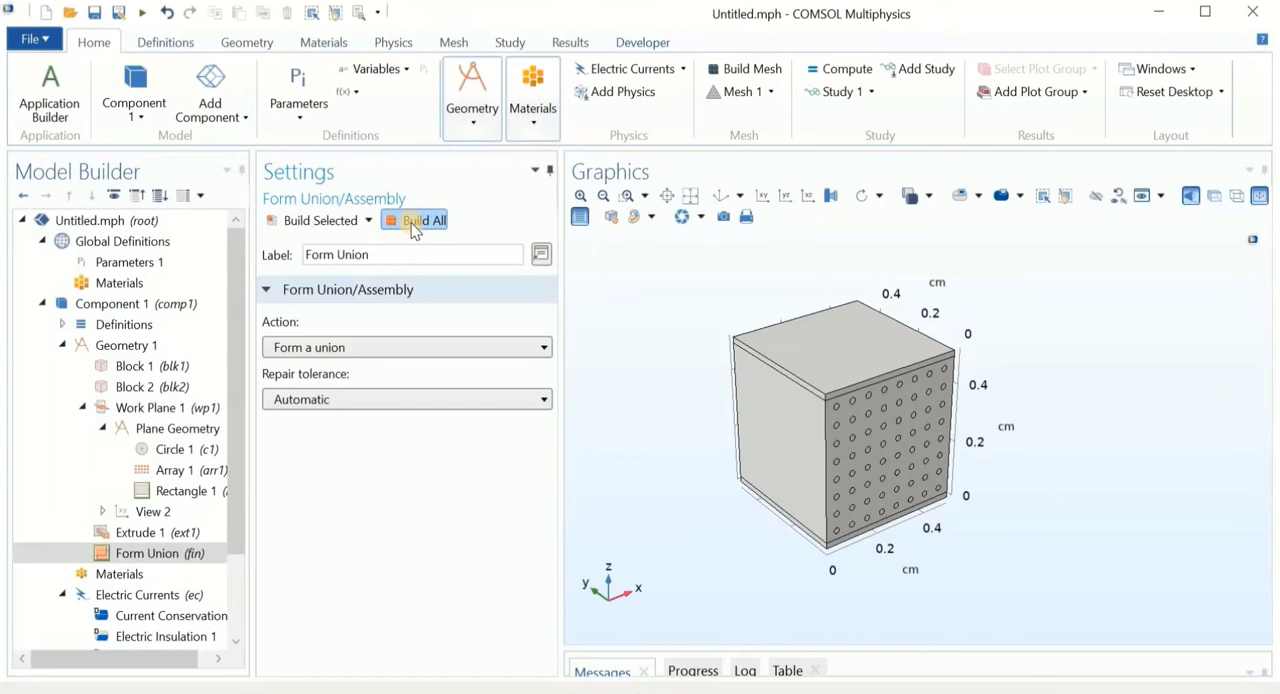 Untitled.mph - COMSOL Multiphysics
File Home Definitions Geometry Materials Physics Mesh Study Results Developer
A Application Builder
Component 1
Add Component
Pi Parameters
a= Variables
f(x)
Pi
Geometry
Materials
Electric Currents
Add Physics
Build Mesh
Mesh 1
= Compute
Add Study
Study 1
Select Plot Group
Add Plot Group
Windows
Reset Desktop
Application Model Definitions Physics Mesh Study Results Layout
Model Builder
Untitled.mph (root)
Global Definitions
Pi Parameters 1
Materials
Component 1 (comp1)
Definitions
Geometry 1
Block 1 (blk1)
Block 2 (blk2)
Work Plane 1 (wp1)
Plane Geometry
Circle 1 (c1)
Array 1 (arr1)
Rectangle 1
View 2
Extrude 1 (ext1)
Form Union (fin)
Materials
Electric Currents (ec)
Current Conservation
Electric Insulation 1
Settings
Form Union/Assembly
Build Selected Build All
Label: Form Union
Form Union/Assembly
Action:
Form a union
Repair tolerance:
Automatic
Graphics
xy yz xz
cm
0.4
0.2
0
0.4
cm
0.2
0
0.4
0.2
cm
0
z
y
x
Messages Progress Log Table